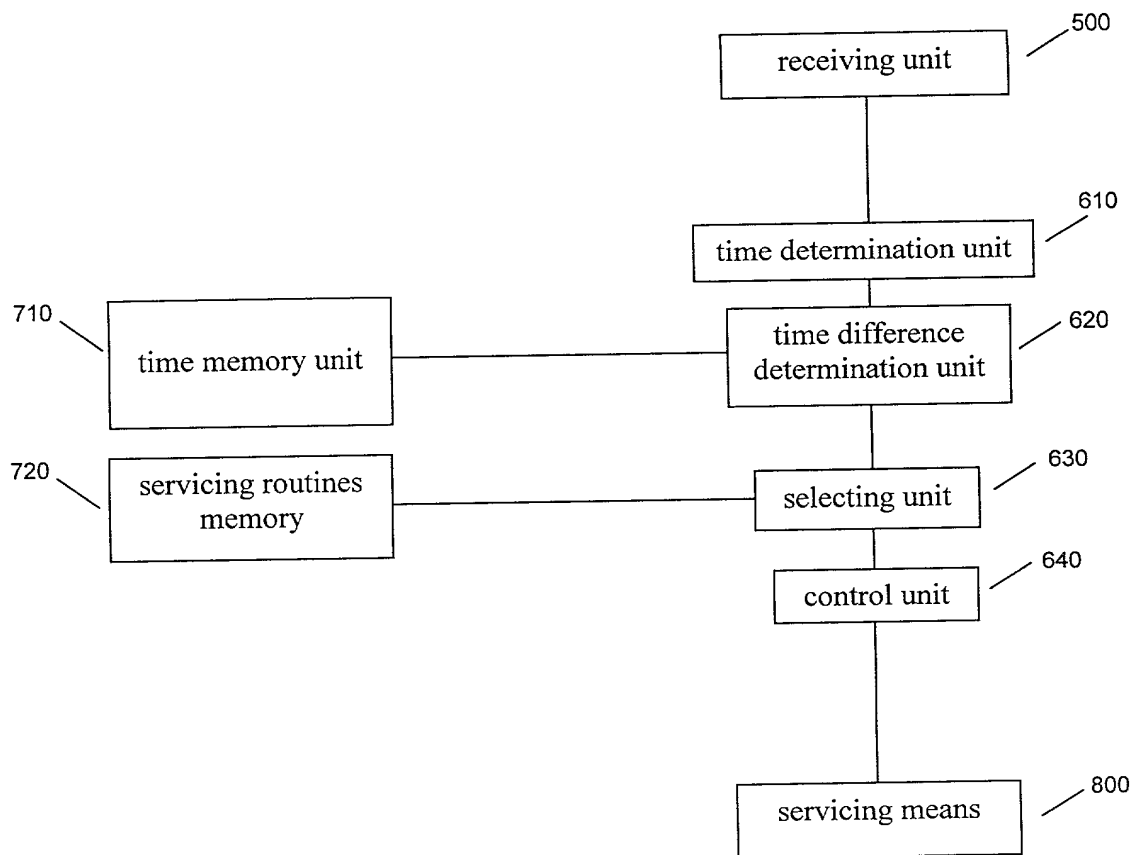 500
receiving unit
610
time determination unit
710
time memory unit
time difference
determination unit
620
720
servicing routines
memory
630
selecting unit
640
control unit
800
servicing means